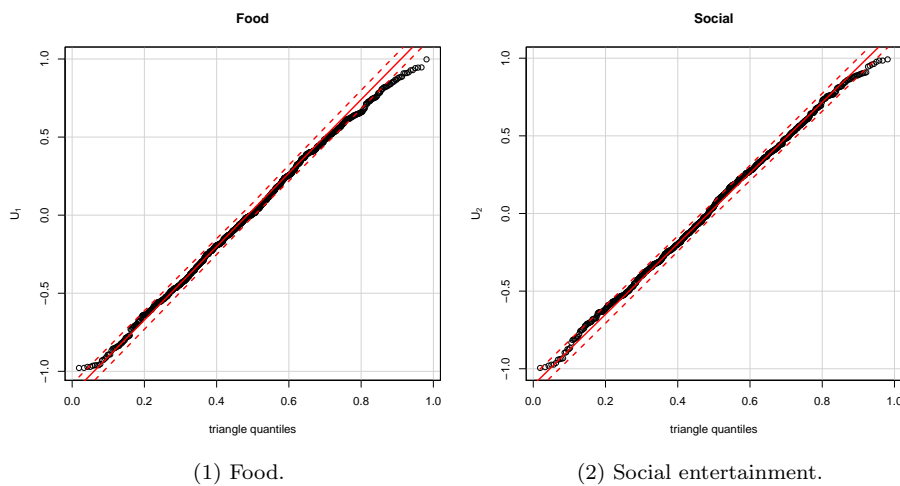 Food
U1
1.0
0.5
0.0
−0.5
−1.0
0.0 0.2 0.4 0.6 0.8 1.0
triangle quantiles
(1) Food.
Social
U2
1.0
0.5
0.0
−0.5
−1.0
0.0 0.2 0.4 0.6 0.8 1.0
triangle quantiles
(2) Social entertainment.